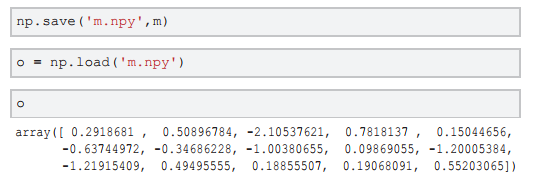 np.save('m.npy',m)
o = np.load('m.npy')
o
array([ 0.2918681 ,  0.50896784, -2.10537621,  0.7818137 ,  0.15044656,
       -0.63744972, -0.34686228, -1.00380655,  0.09869055, -1.20005384,
       -1.21915409,  0.49495555,  0.18855507,  0.19068091,  0.55203065])